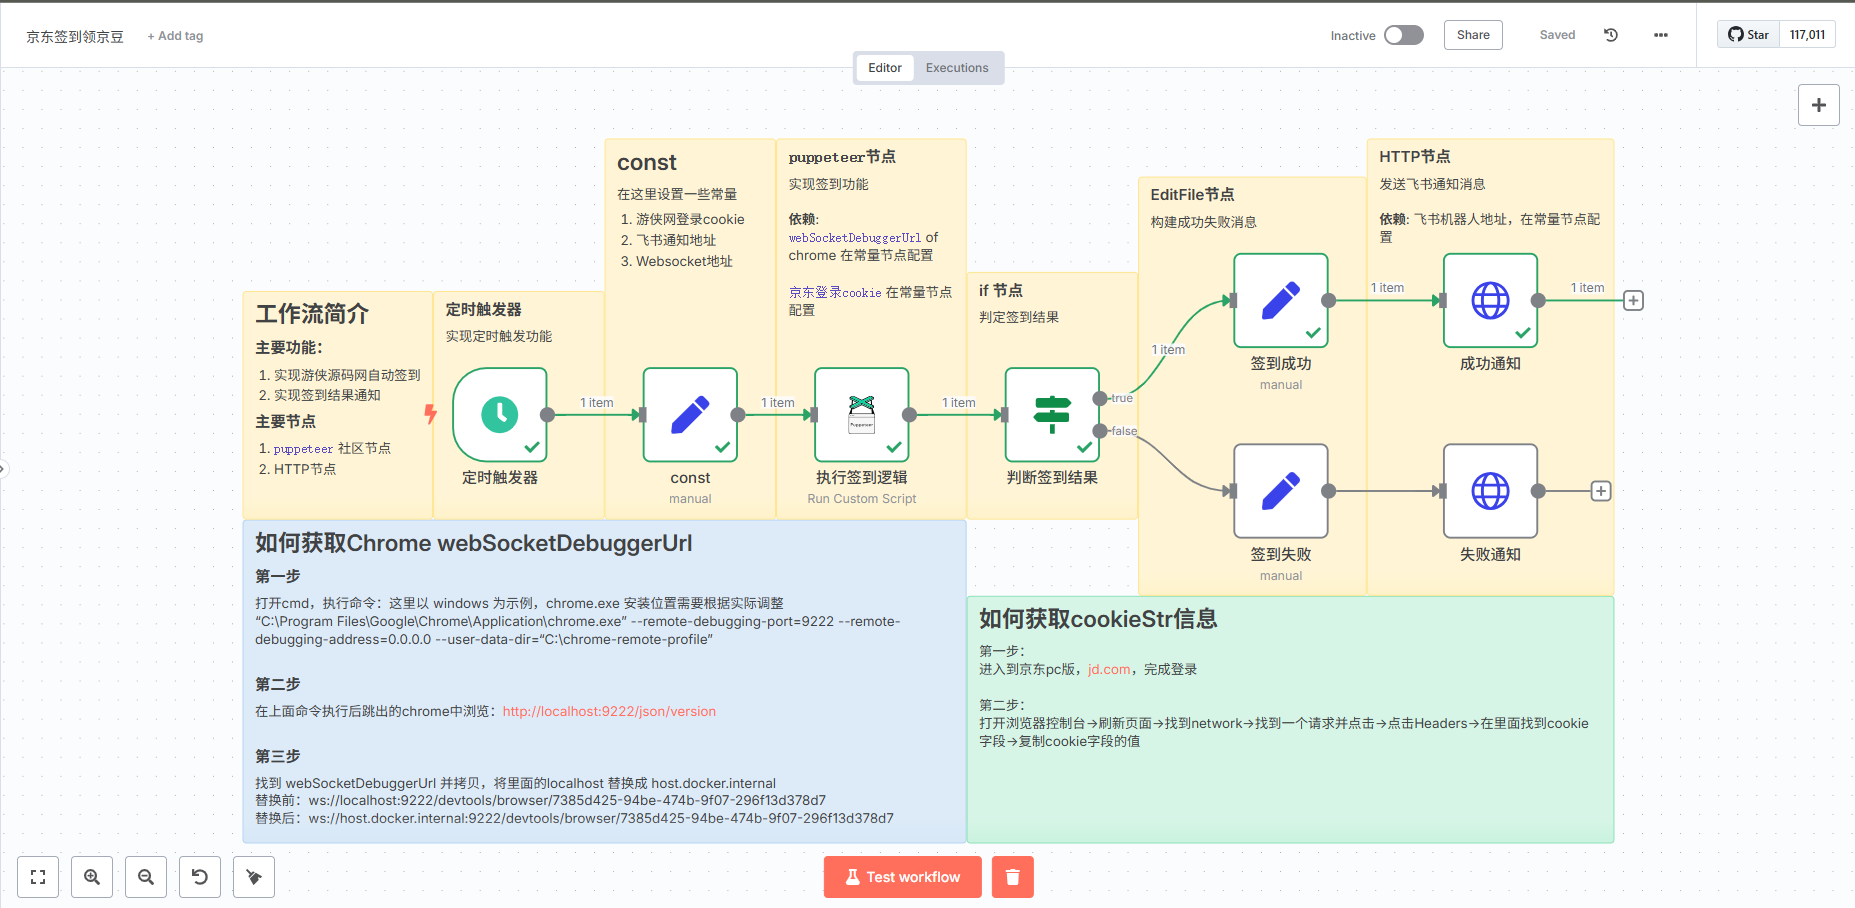 京东签到领京豆
+ Add tag
Inactive
Share
Saved
Star
117,011
Editor
Executions
工作流简介
主要功能：
1. 实现游侠源码网自动签到
2. 实现签到结果通知
主要节点
1. puppeteer 社区节点
2. HTTP节点
定时触发器
实现定时触发功能
const
在这里设置一些常量
1. 游侠网登录cookie
2. 飞书通知地址
3. Websocket地址
puppeteer节点
实现签到功能
依赖:
webSocketDebuggerUrl of
chrome 在常量节点配置
京东登录cookie 在常量节点
配置
if 节点
判定签到结果
EditFile节点
构建成功失败消息
HTTP节点
发送飞书通知消息
依赖: 飞书机器人地址，在常量节点配
置
1 item
1 item
1 item
1 item
1 item
1 item
true
false
定时触发器
const
manual
Puppeteer
执行签到逻辑
Run Custom Script
判断签到结果
签到成功
manual
成功通知
签到失败
manual
失败通知
如何获取Chrome webSocketDebuggerUrl
第一步
打开cmd，执行命令：这里以 windows 为示例，chrome.exe 安装位置需要根据实际调整
“C:\Program Files\Google\Chrome\Application\chrome.exe” --remote-debugging-port=9222 --remote-
debugging-address=0.0.0.0 --user-data-dir=“C:\chrome-remote-profile”
第二步
在上面命令执行后跳出的chrome中浏览：http://localhost:9222/json/version
第三步
找到 webSocketDebuggerUrl 并拷贝，将里面的localhost 替换成 host.docker.internal
替换前：ws://localhost:9222/devtools/browser/7385d425-94be-474b-9f07-296f13d378d7
替换后：ws://host.docker.internal:9222/devtools/browser/7385d425-94be-474b-9f07-296f13d378d7
如何获取cookieStr信息
第一步：
进入到京东pc版，jd.com，完成登录
第二步：
打开浏览器控制台→刷新页面→找到network→找到一个请求并点击→点击Headers→在里面找到cookie
字段→复制cookie字段的值
Test workflow